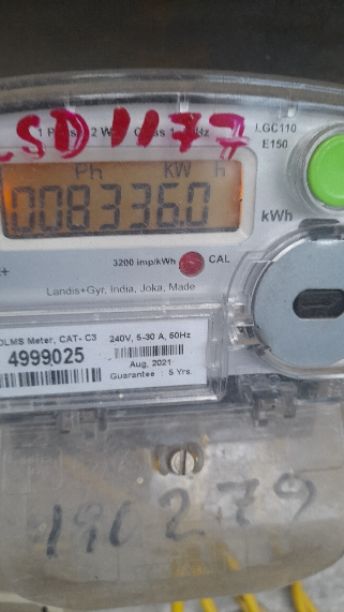 LSD 1177
LGC110
E150
Ph kW h
008336.0
kWh
3200 imp/kWh CAL
Landis+Gyr, India, Joka, Made
DLMS Meter, CAT- C3 240V, 5-30 A, 50Hz
4999025
Aug, 2021
Guarantee : 5 Yrs.
190279